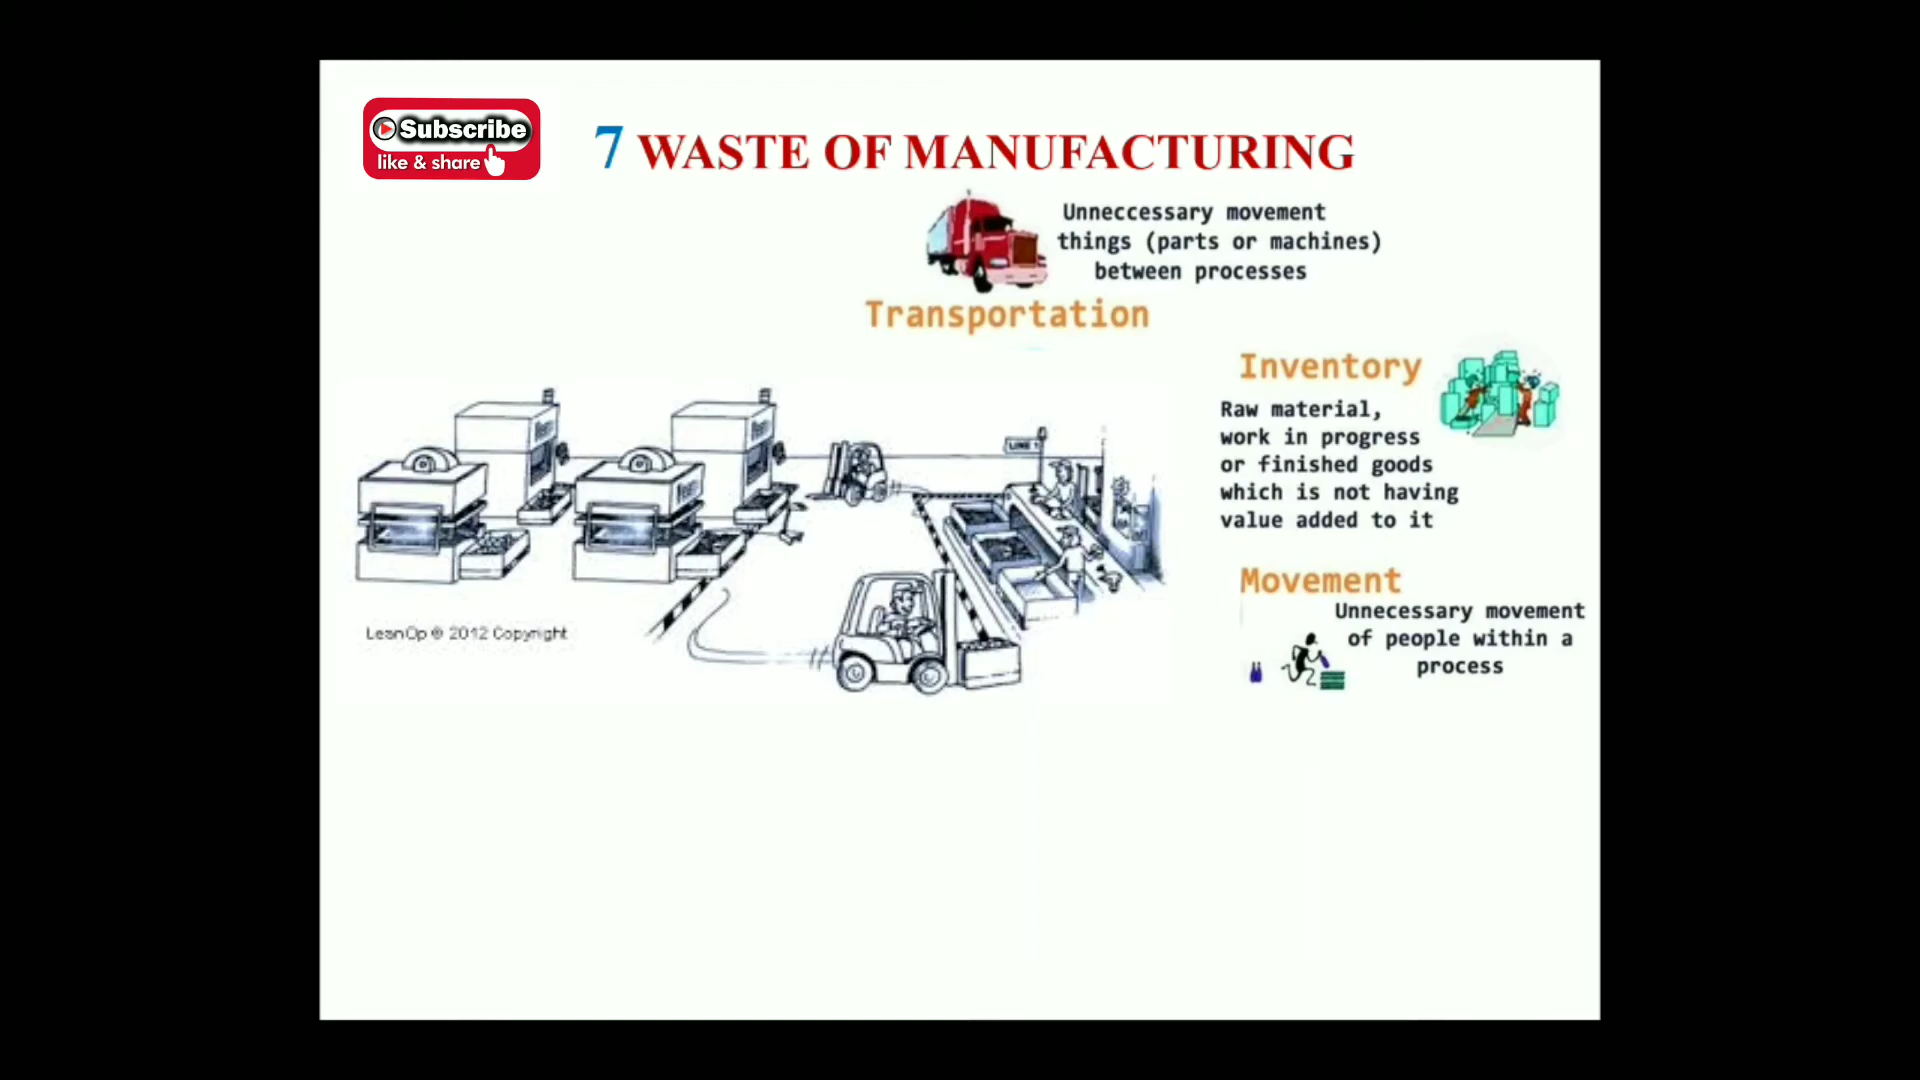 Subscribe
like & share
7 WASTE OF MANUFACTURING
Unneccessary movement
things (parts or machines)
between processes
Transportation
Inventory
Raw material,
work in progress
or finished goods
which is not having
value added to it
LINE 1
Movement
Unnecessary movement
of people within a
process
LeanOp © 2012 Copyright